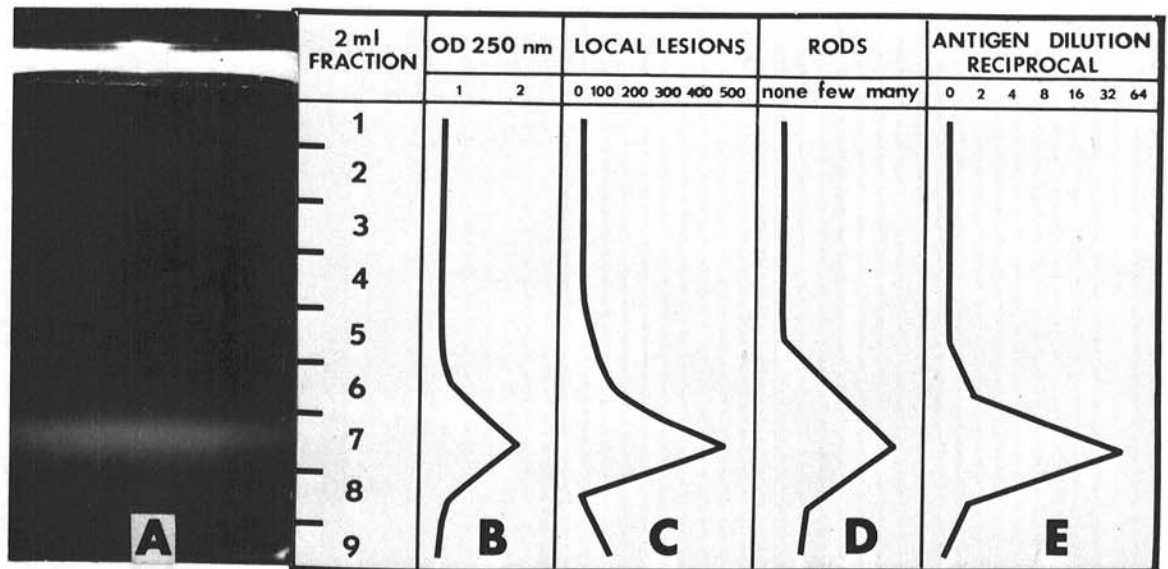 2 ml
FRACTION
OD 250 nm
LOCAL LESIONS
RODS
ANTIGEN DILUTION
RECIPROCAL
1 2
0 100 200 300 400 500
none few many
0 2 4 8 16 32 64
1
2
3
4
5
6
7
8
9
A
B
C
D
E